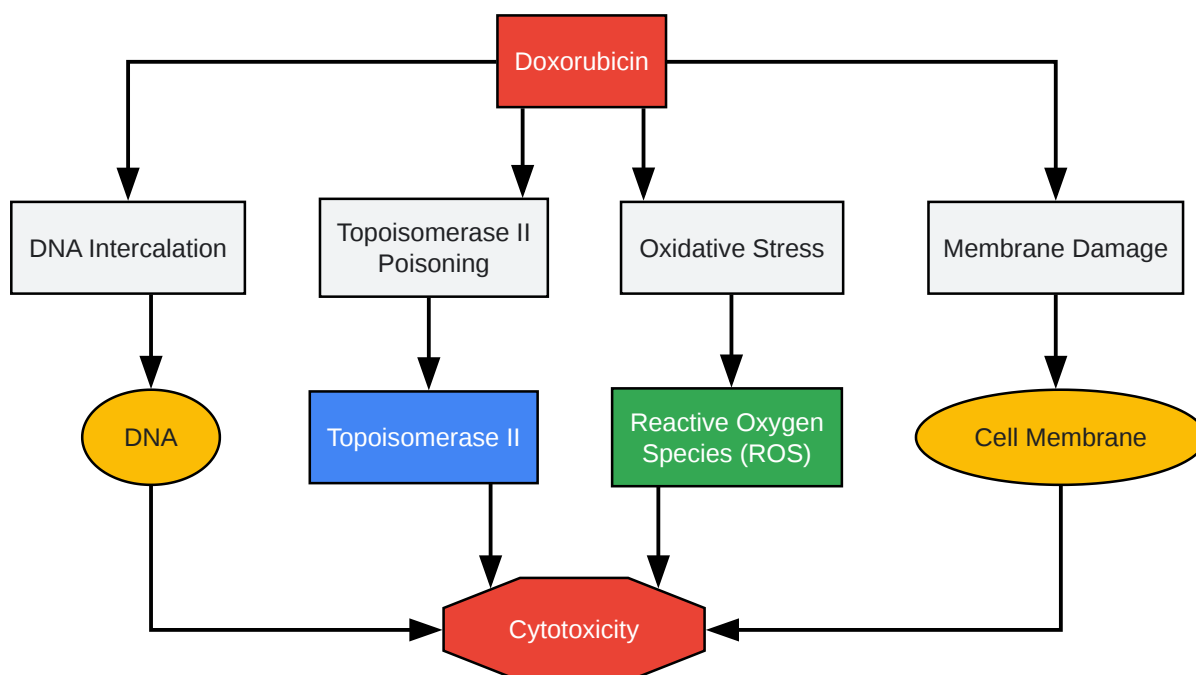 Doxorubicin
DNA Intercalation
Topoisomerase II
Poisoning
Oxidative Stress
Membrane Damage
DNA
Topoisomerase II
Reactive Oxygen
Species (ROS)
Cell Membrane
Cytotoxicity